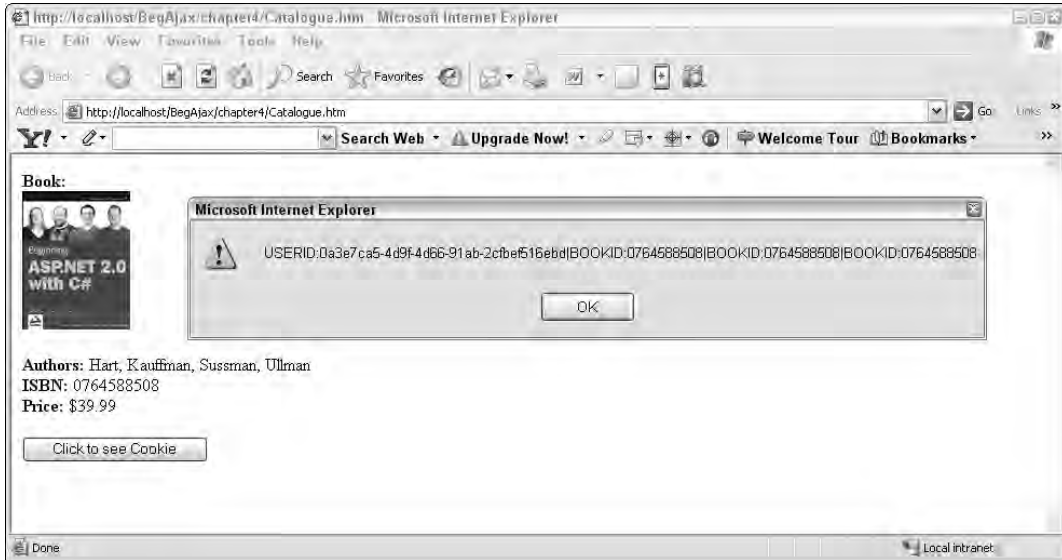 http://localhost/BegAjax/chapter4/Catalogue.htm - Microsoft Internet Explorer
File Edit View Favorites Tools Help
Back Search Favorites
Address http://localhost/BegAjax/chapter4/Catalogue.htm Go Links »
Y! Search Web Upgrade Now! Welcome Tour Bookmarks »
Book:
Microsoft Internet Explorer
USERID:0a3e7ca5-4d9f-4d66-91ab-2cfbef516ebd|BOOKID:0764588508|BOOKID:0764588508|BOOKID:0764588508
OK
Beginning
ASP.NET 2.0
with C#
Authors: Hart, Kauffman, Sussman, Ullman
ISBN: 0764588508
Price: $39.99
Click to see Cookie
Done Local intranet